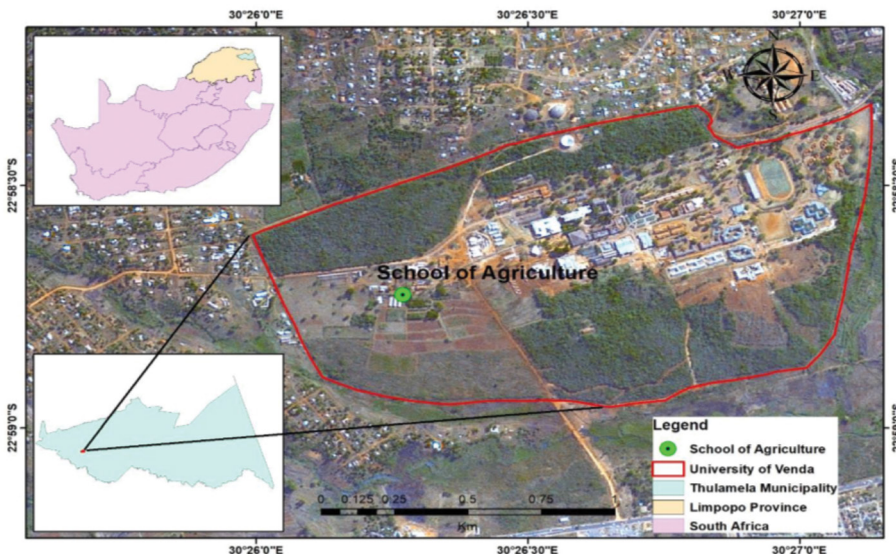 30°26'0"E
30°26'30"E
30°27'0"E
N
W
E
S
22°58'30"S
School of Agriculture
22°59'0"S
Legend
School of Agriculture
University of Venda
Thulamela Municipality
Limpopo Province
South Africa
0 0.125 0.25 0.5 0.75 1
Km
30°26'0"E
30°26'30"E
30°27'0"E